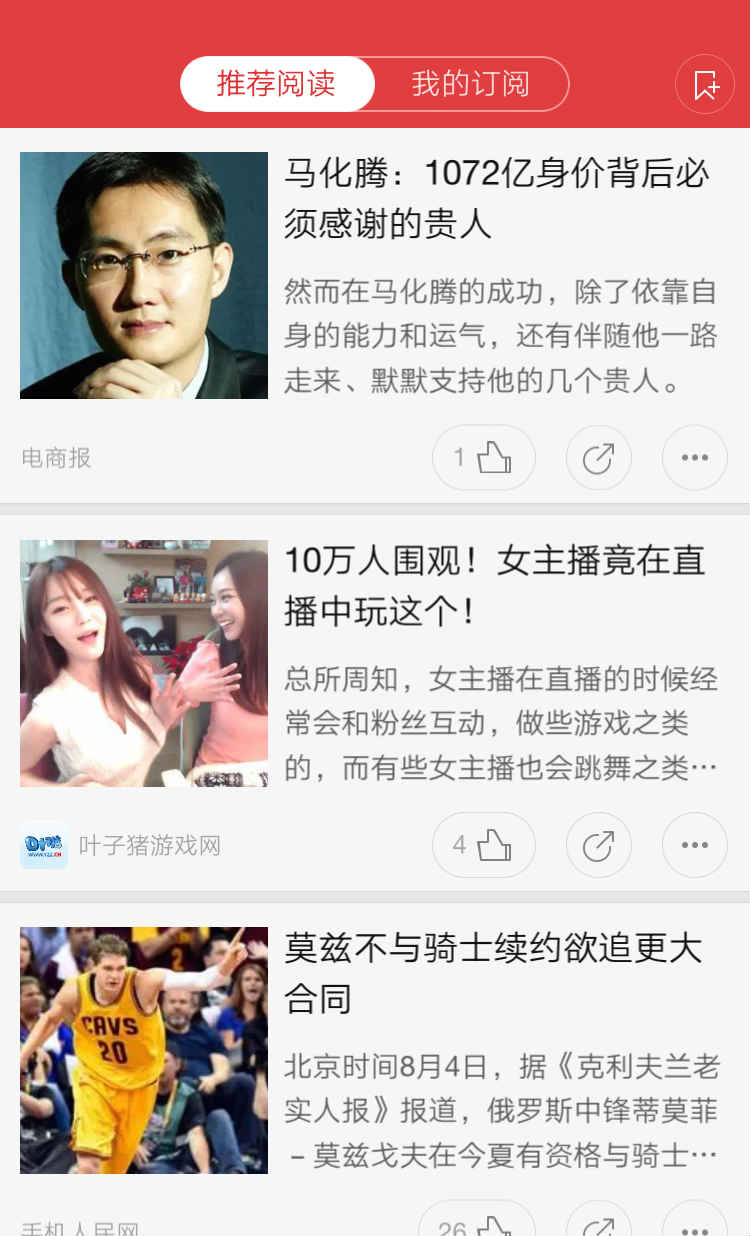 推荐阅读
我的订阅
马化腾：1072亿身价背后必
须感谢的贵人
然而在马化腾的成功，除了依靠自
身的能力和运气，还有伴随他一路
走来、默默支持他的几个贵人。
电商报
1
10万人围观！女主播竟在直
播中玩这个！
总所周知，女主播在直播的时候经
常会和粉丝互动，做些游戏之类
的，而有些女主播也会跳舞之类…
叶子猪游戏网
4
莫兹不与骑士续约欲追更大
合同
CAVS
20
北京时间8月4日，据《克利夫兰老
实人报》报道，俄罗斯中锋蒂莫菲
-莫兹戈夫在今夏有资格与骑士…
手机人民网
26